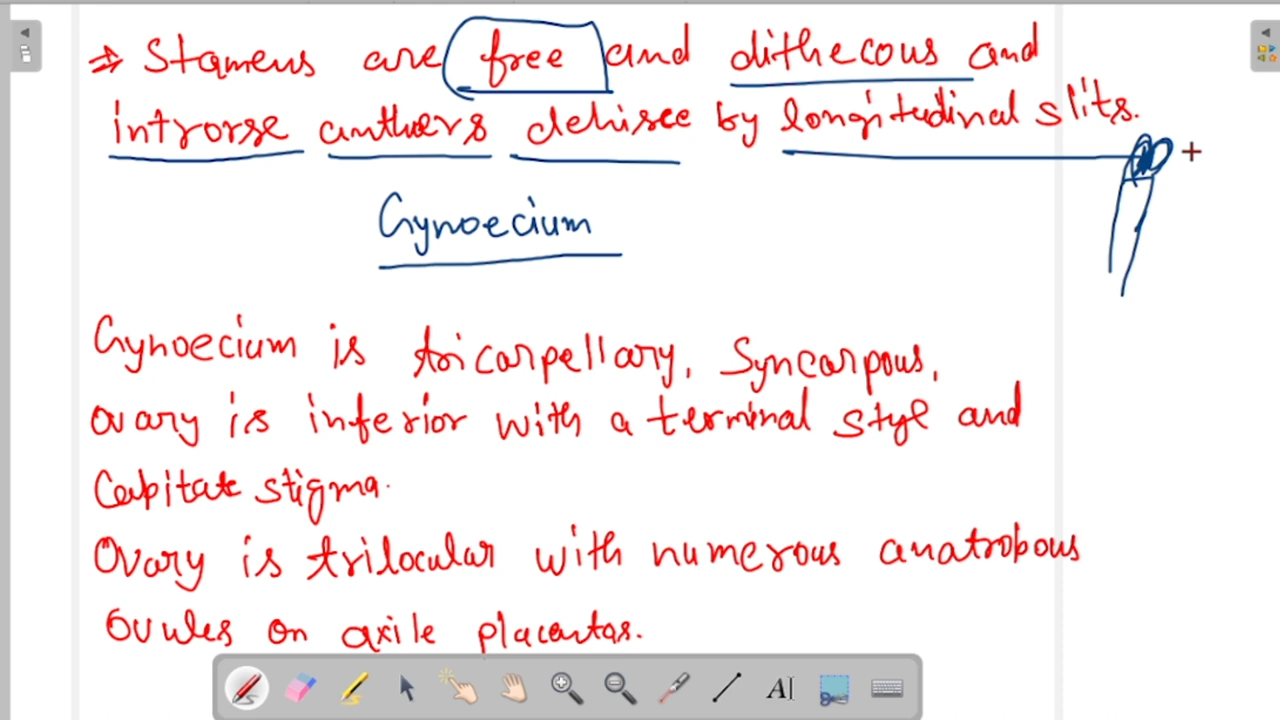 ⇒ Stamens are free and dithecous and
introrse anthers dehisce by longitudinal slits.
Gynoecium
Gynoecium is tricarpellary, Syncarpous,
ovary is inferior with a terminal style and
Capitate stigma.
Ovary is trilocular with numerous anatropous
ovules on axile placentas.
AI